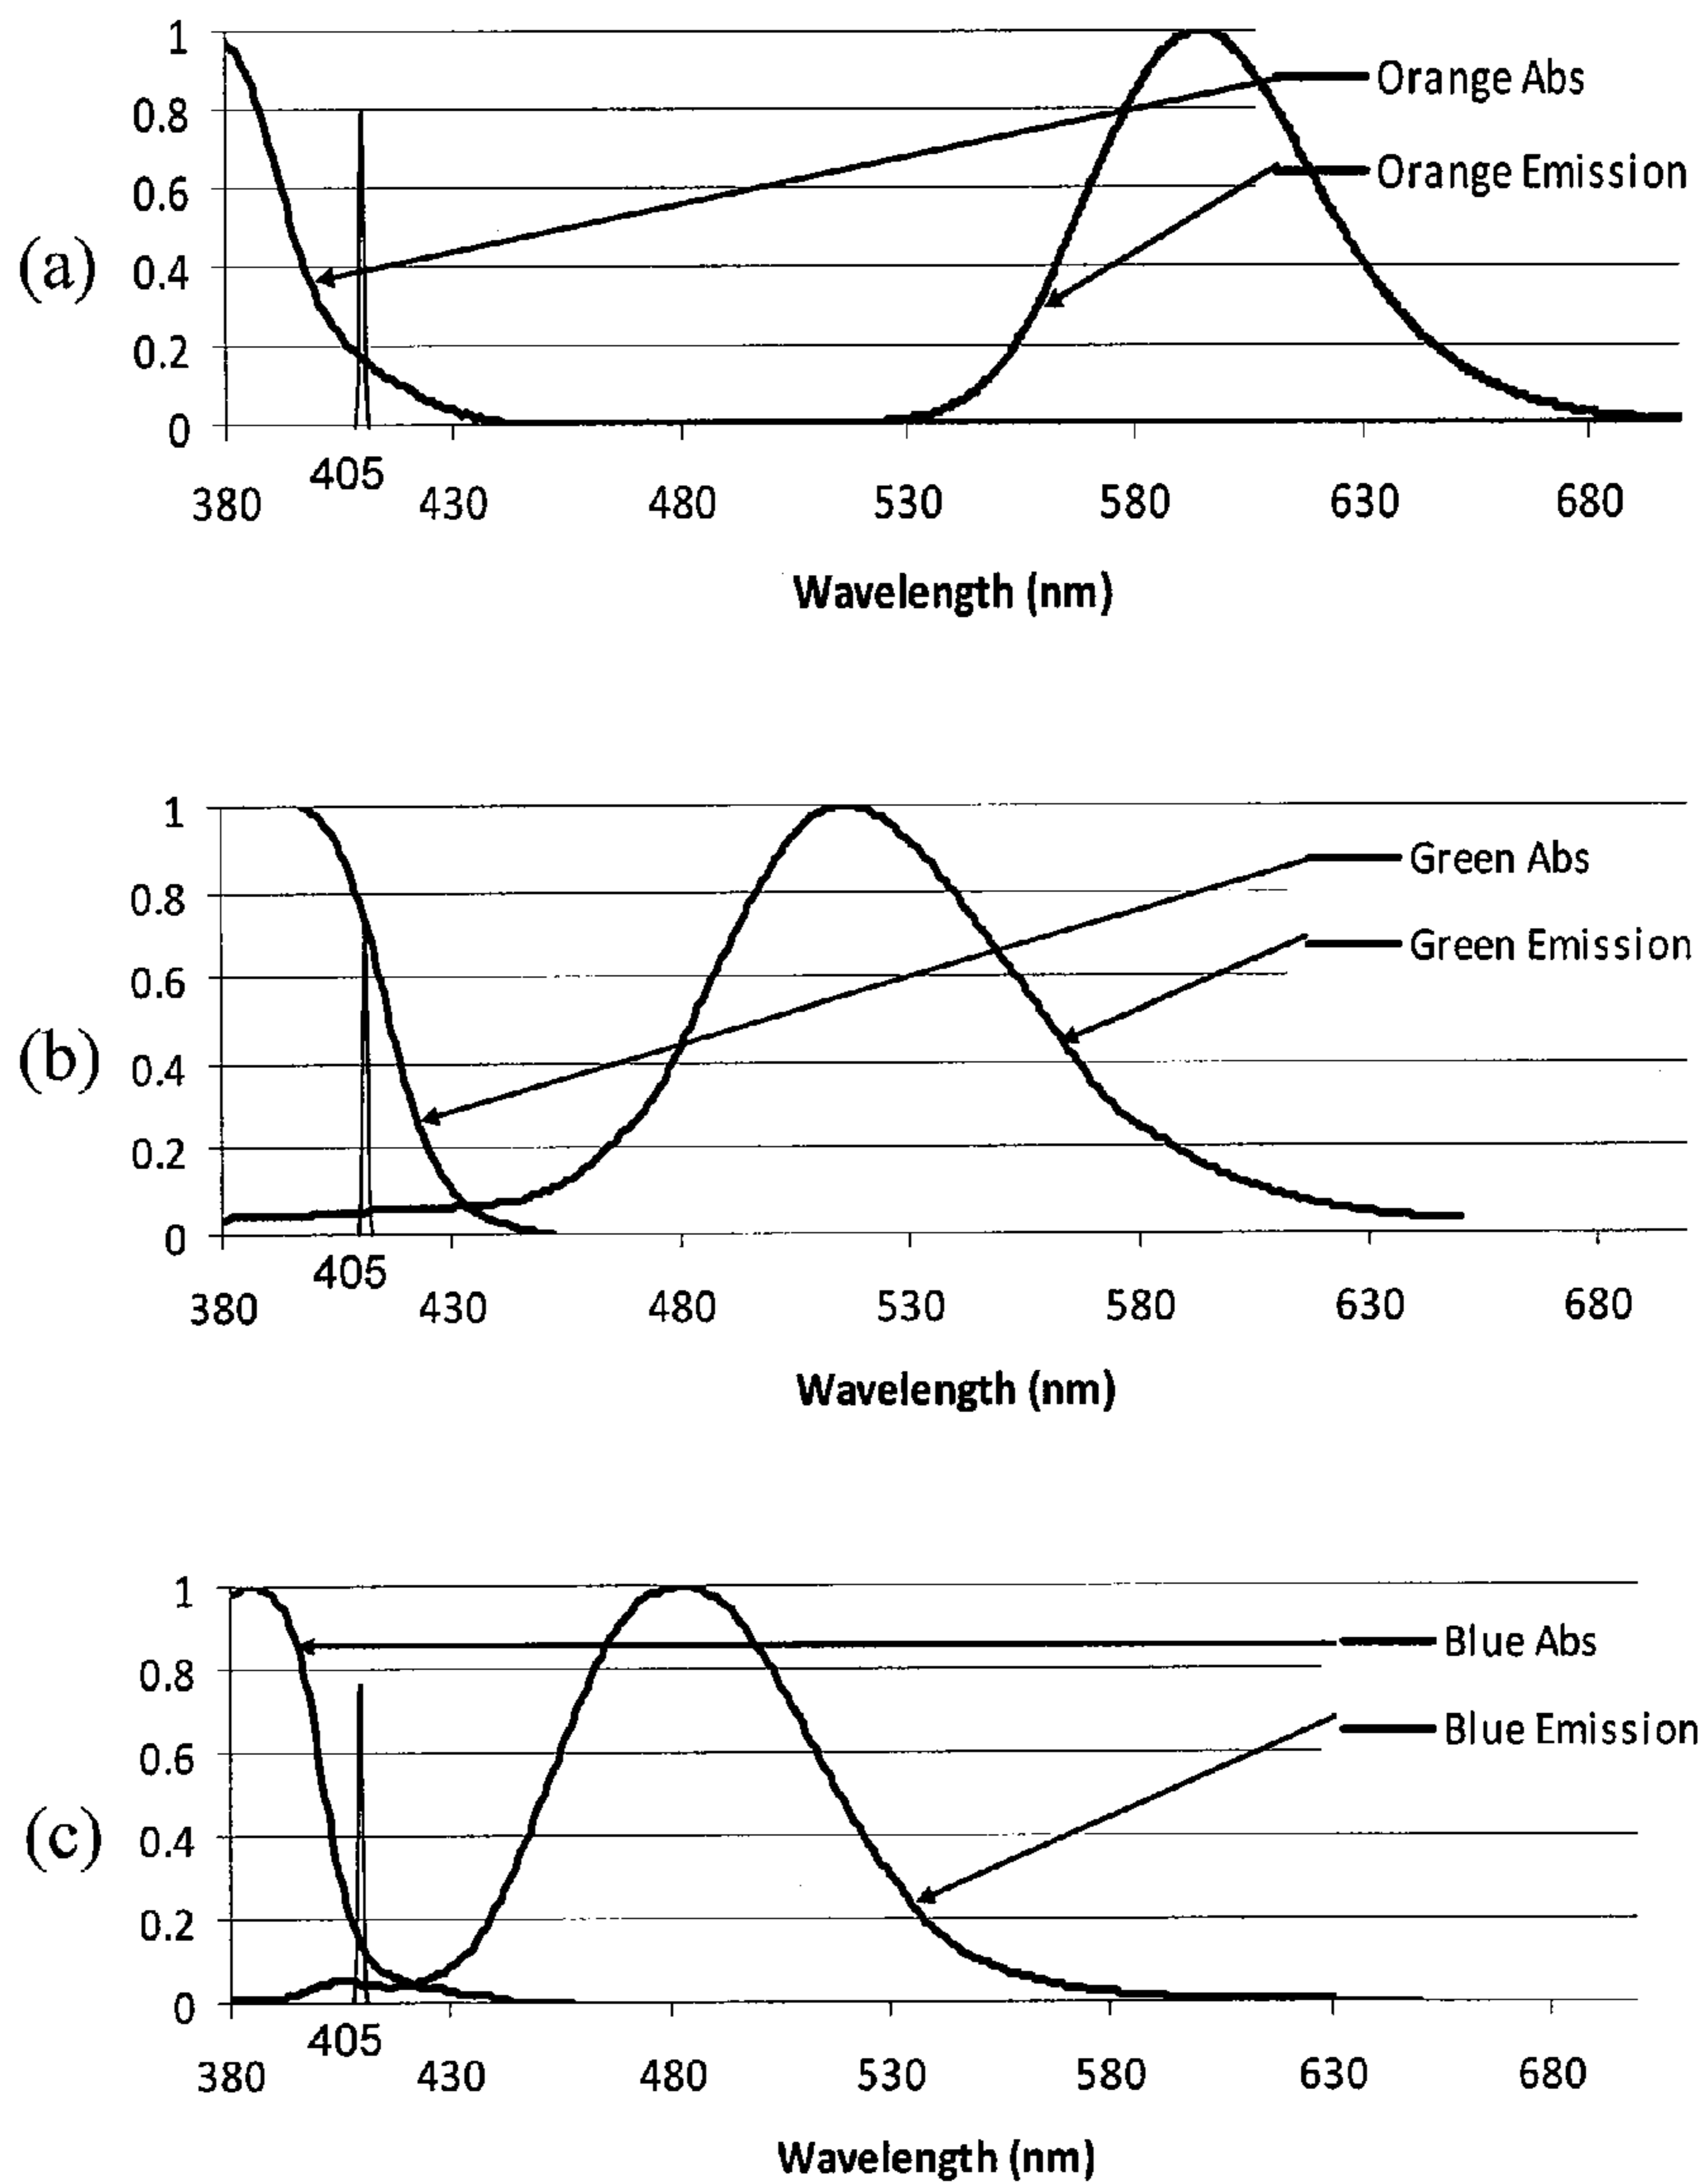 (a)
1
0.8
0.6
0.4
0.2
0
Orange Abs
Orange Emission
405
380 430 480 530 580 630 680
Wavelength (nm)
(b)
1
0.8
0.6
0.4
0.2
0
Green Abs
Green Emission
405
380 430 480 530 580 630 680
Wavelength (nm)
(c)
1
0.8
0.6
0.4
0.2
0
Blue Abs
Blue Emission
405
380 430 480 530 580 630 680
Wavelength (nm)